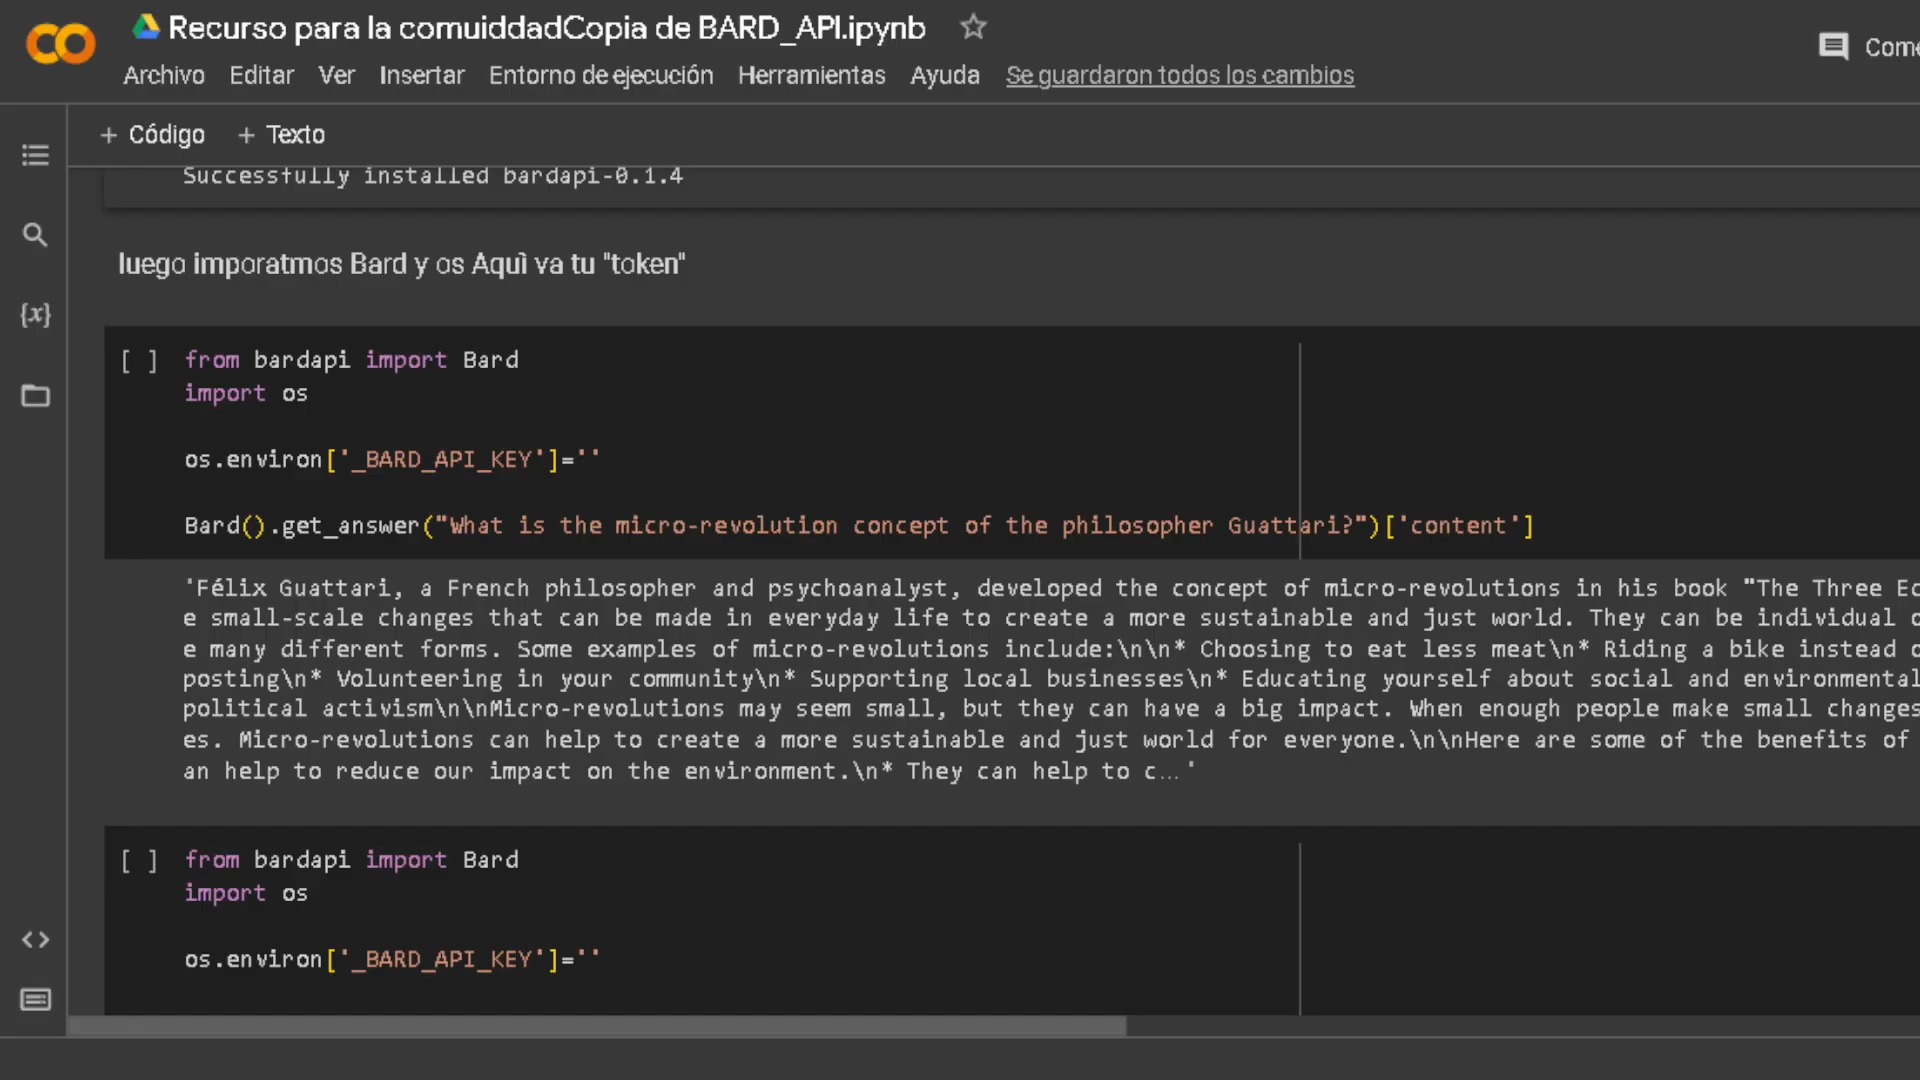 Recurso para la comuiddadCopia de BARD_API.ipynb
Archivo Editar Ver Insertar Entorno de ejecución Herramientas Ayuda Se guardaron todos los cambios
+ Código + Texto
Successfully installed bardapi-0.1.4
luego imporatmos Bard y os Aquì va tu "token"
[ ] from bardapi import Bard
import os
os.environ['_BARD_API_KEY']=''
Bard().get_answer("What is the micro-revolution concept of the philosopher Guattari?")['content']
'Félix Guattari, a French philosopher and psychoanalyst, developed the concept of micro-revolutions in his book "The Three
e small-scale changes that can be made in everyday life to create a more sustainable and just world. They can be individual
e many different forms. Some examples of micro-revolutions include:\n\n* Choosing to eat less meat\n* Riding a bike instead
posting\n* Volunteering in your community\n* Supporting local businesses\n* Educating yourself about social and environmental
political activism\n\nMicro-revolutions may seem small, but they can have a big impact. When enough people make small changes
es. Micro-revolutions can help to create a more sustainable and just world for everyone.\n\nHere are some of the benefits of
an help to reduce our impact on the environment.\n* They can help to c…'
[ ] from bardapi import Bard
import os
os.environ['_BARD_API_KEY']=''